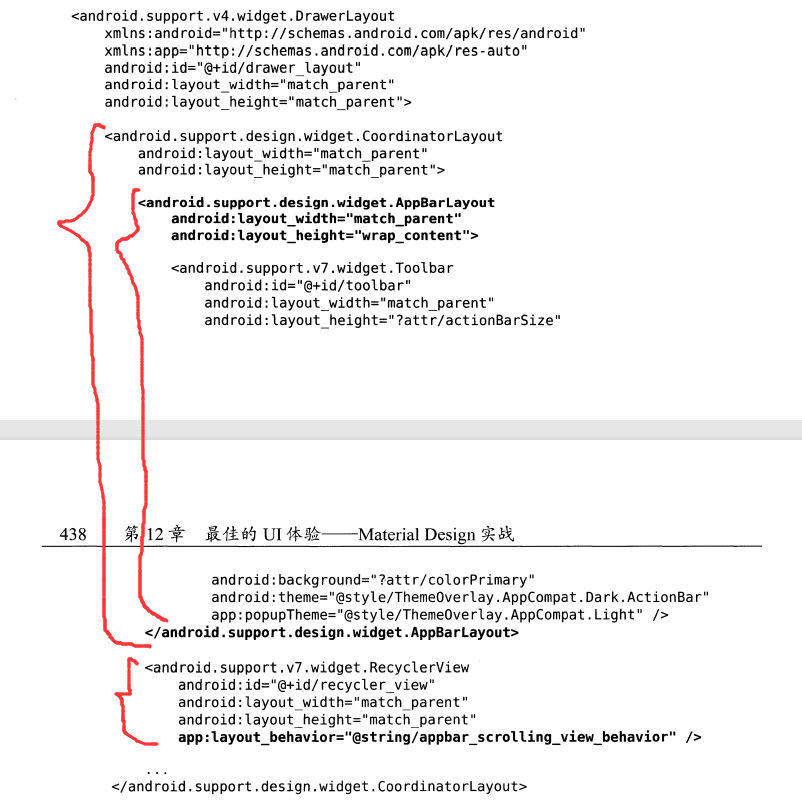 <android.support.v4.widget.DrawerLayout
xmlns:android="http://schemas.android.com/apk/res/android"
xmlns:app="http://schemas.android.com/apk/res-auto"
android:id="@+id/drawer_layout"
android:layout_width="match_parent"
android:layout_height="match_parent">
<android.support.design.widget.CoordinatorLayout
android:layout_width="match_parent"
android:layout_height="match_parent">
<android.support.design.widget.AppBarLayout
android:layout_width="match_parent"
android:layout_height="wrap_content">
<android.support.v7.widget.Toolbar
android:id="@+id/toolbar"
android:layout_width="match_parent"
android:layout_height="?attr/actionBarSize"
438 第 12 章 最佳的 UI 体验——Material Design 实战
android:background="?attr/colorPrimary"
android:theme="@style/ThemeOverlay.AppCompat.Dark.ActionBar"
app:popupTheme="@style/ThemeOverlay.AppCompat.Light" />
</android.support.design.widget.AppBarLayout>
<android.support.v7.widget.RecyclerView
android:id="@+id/recycler_view"
android:layout_width="match_parent"
android:layout_height="match_parent"
app:layout_behavior="@string/appbar_scrolling_view_behavior" />
...
</android.support.design.widget.CoordinatorLayout>